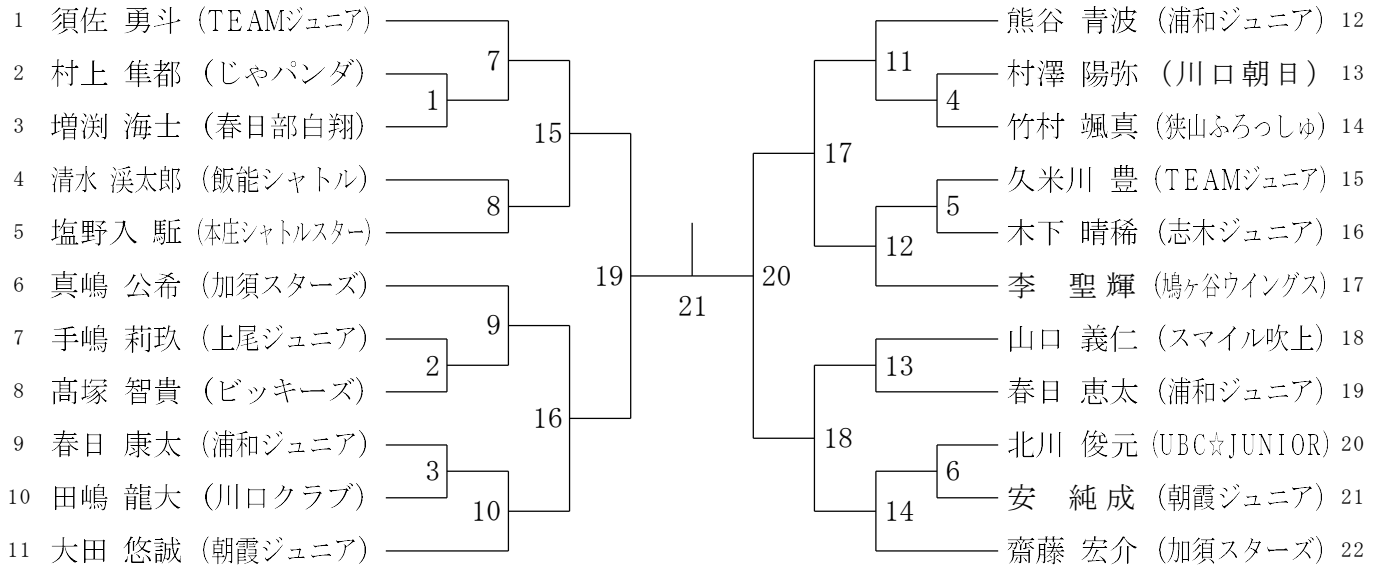 1 須佐 勇斗 (TEAMジュニア)
2 村上 隼都 (じゃパンダ)
3 増渕 海士 (春日部白翔)
4 清水 渓太郎 (飯能シャトル)
5 塩野入 駈 (本庄シャトルスター)
6 真嶋 公希 (加須スターズ)
7 手嶋 莉玖 (上尾ジュニア)
8 髙塚 智貴 (ビッキーズ)
9 春日 康太 (浦和ジュニア)
10 田嶋 龍大 (川口クラブ)
11 大田 悠誠 (朝霞ジュニア)
7
1
15
8
19
9
2
16
3
10
21
11
4
17
5
12
20
13
18
6
14
熊谷 青波 (浦和ジュニア) 12
村澤 陽弥 (川口朝日) 13
竹村 颯真 (狭山ふろっしゅ) 14
久米川 豊 (TEAMジュニア) 15
木下 晴稀 (志木ジュニア) 16
李 聖輝 (鳩ヶ谷ウイングス) 17
山口 義仁 (スマイル吹上) 18
春日 恵太 (浦和ジュニア) 19
北川 俊元 (UBC☆JUNIOR) 20
安 純成 (朝霞ジュニア) 21
齋藤 宏介 (加須スターズ) 22